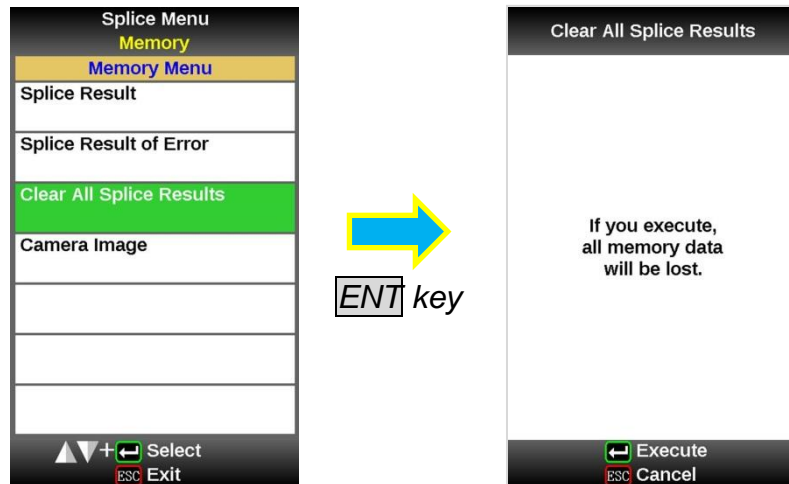 Splice Menu
Memory
Memory Menu
Splice Result
Splice Result of Error
Clear All Splice Results
Camera Image
+ Select
ESC Exit
ENT key
Clear All Splice Results
If you execute,
all memory data
will be lost.
Execute
ESC Cancel